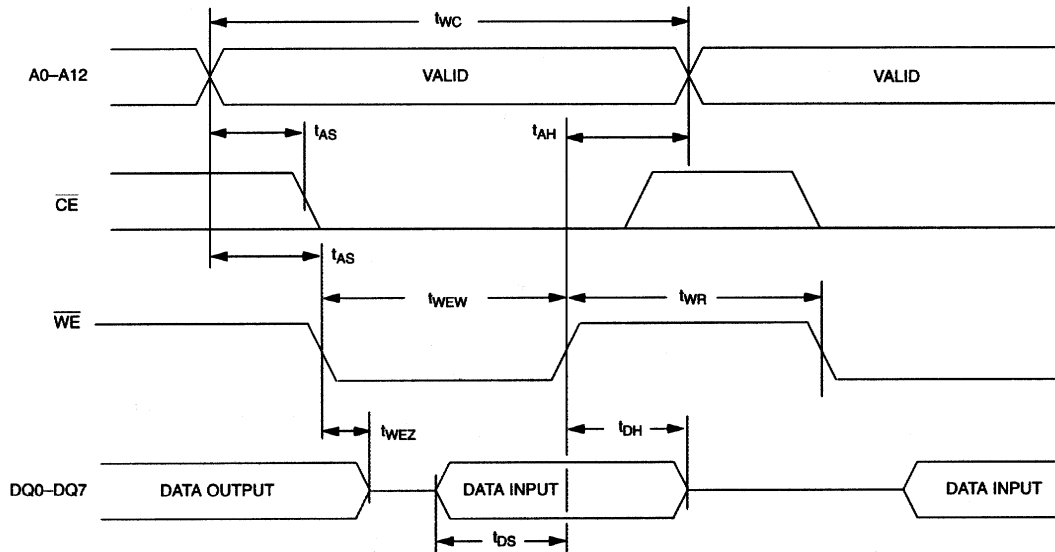 tWC
A0–A12 VALID VALID
tAS tAH
CE
tAS
tWEW tWR
WE
tWEZ tDH
DQ0–DQ7 DATA OUTPUT DATA INPUT DATA INPUT
tDS